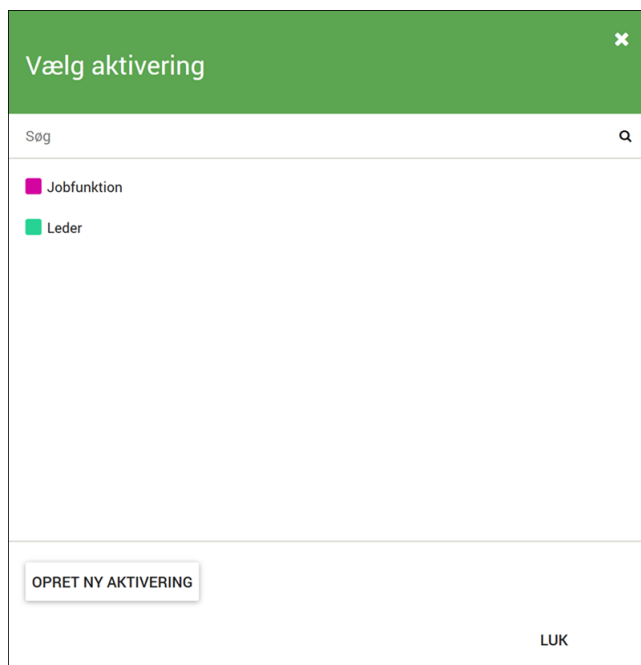 Vælg aktivering
Søg
Jobfunktion
Leder
OPRET NY AKTIVERING
LUK